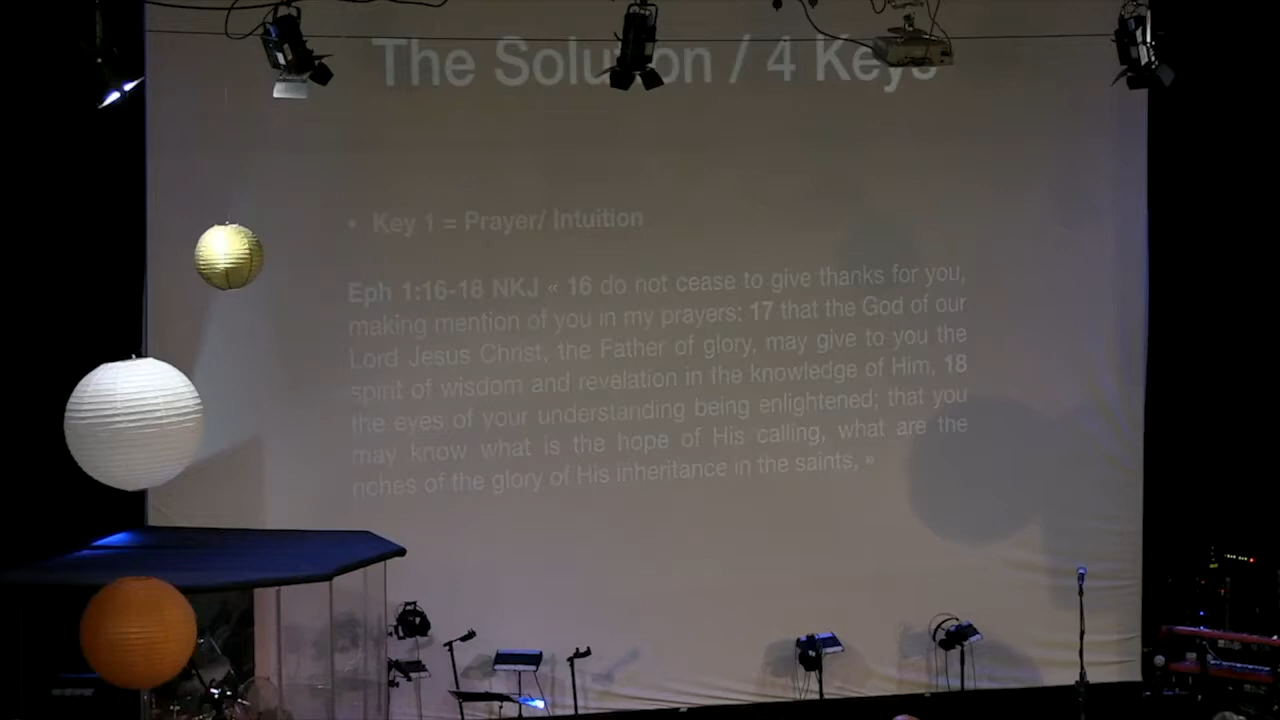 The Solution / 4 Keys
• Key 1 = Prayer/ Intuition
Eph 1:16-18 NKJ « 16 do not cease to give thanks for you,
making mention of you in my prayers: 17 that the God of our
Lord Jesus Christ, the Father of glory, may give to you the
spirit of wisdom and revelation in the knowledge of Him, 18
the eyes of your understanding being enlightened; that you
may know what is the hope of His calling, what are the
riches of the glory of His inheritance in the saints, »